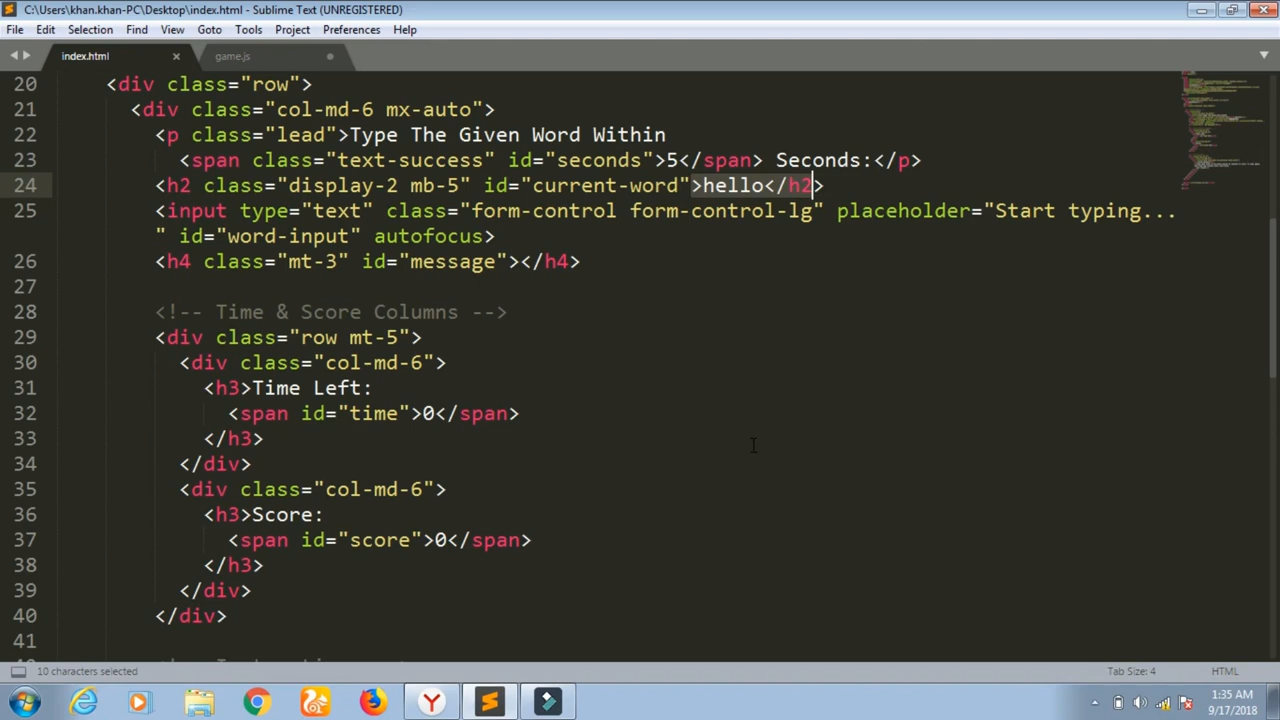 C:\Users\khan.khan-PC\Desktop\index.html - Sublime Text (UNREGISTERED)
File Edit Selection Find View Goto Tools Project Preferences Help
index.html game.js
20 <div class="row">
21 <div class="col-md-6 mx-auto">
22 <p class="lead">Type The Given Word Within
23 <span class="text-success" id="seconds">5</span> Seconds:</p>
24 <h2 class="display-2 mb-5" id="current-word">hello</h2>
25 <input type="text" class="form-control form-control-lg" placeholder="Start typing...
" id="word-input" autofocus>
26 <h4 class="mt-3" id="message"></h4>
27
28 <!-- Time & Score Columns -->
29 <div class="row mt-5">
30 <div class="col-md-6">
31 <h3>Time Left:
32 <span id="time">0</span>
33 </h3>
34 </div>
35 <div class="col-md-6">
36 <h3>Score:
37 <span id="score">0</span>
38 </h3>
39 </div>
40 </div>
41
10 characters selected Tab Size: 4 HTML
1:35 AM
9/17/2018